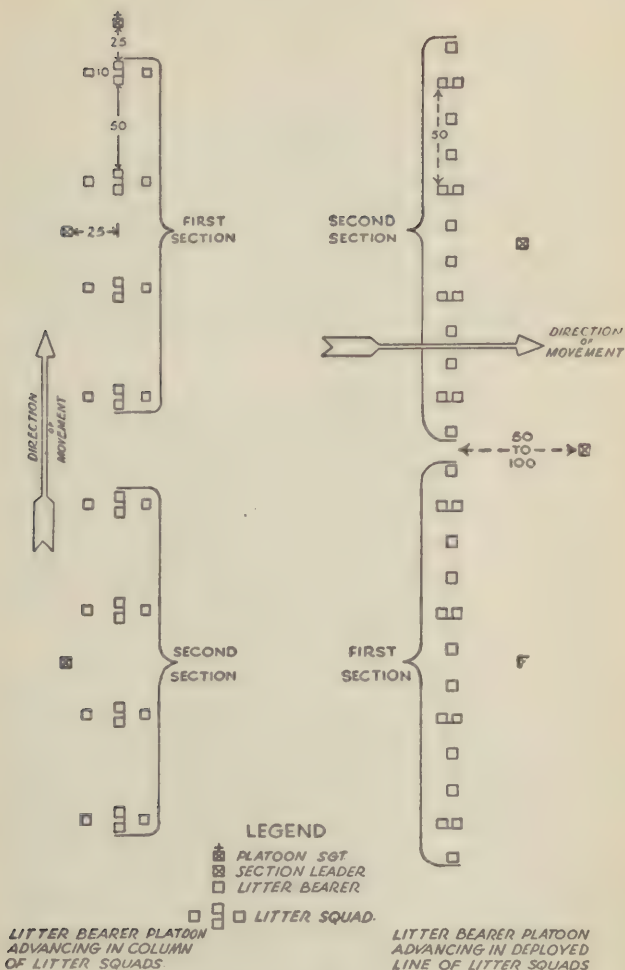 25
10
50
25
FIRST
SECTION
DIRECTION
OF
MOVEMENT
SECOND
SECTION
50
SECOND
SECTION
DIRECTION
OF
MOVEMENT
50
TO
100
FIRST
SECTION
LEGEND
PLATOON SGT
SECTION LEADER
LITTER BEARER
LITTER SQUAD.
LITTER BEARER PLATOON
ADVANCING IN COLUMN
OF LITTER SQUADS
LITTER BEARER PLATOON
ADVANCING IN DEPLOYED
LINE OF LITTER SQUADS